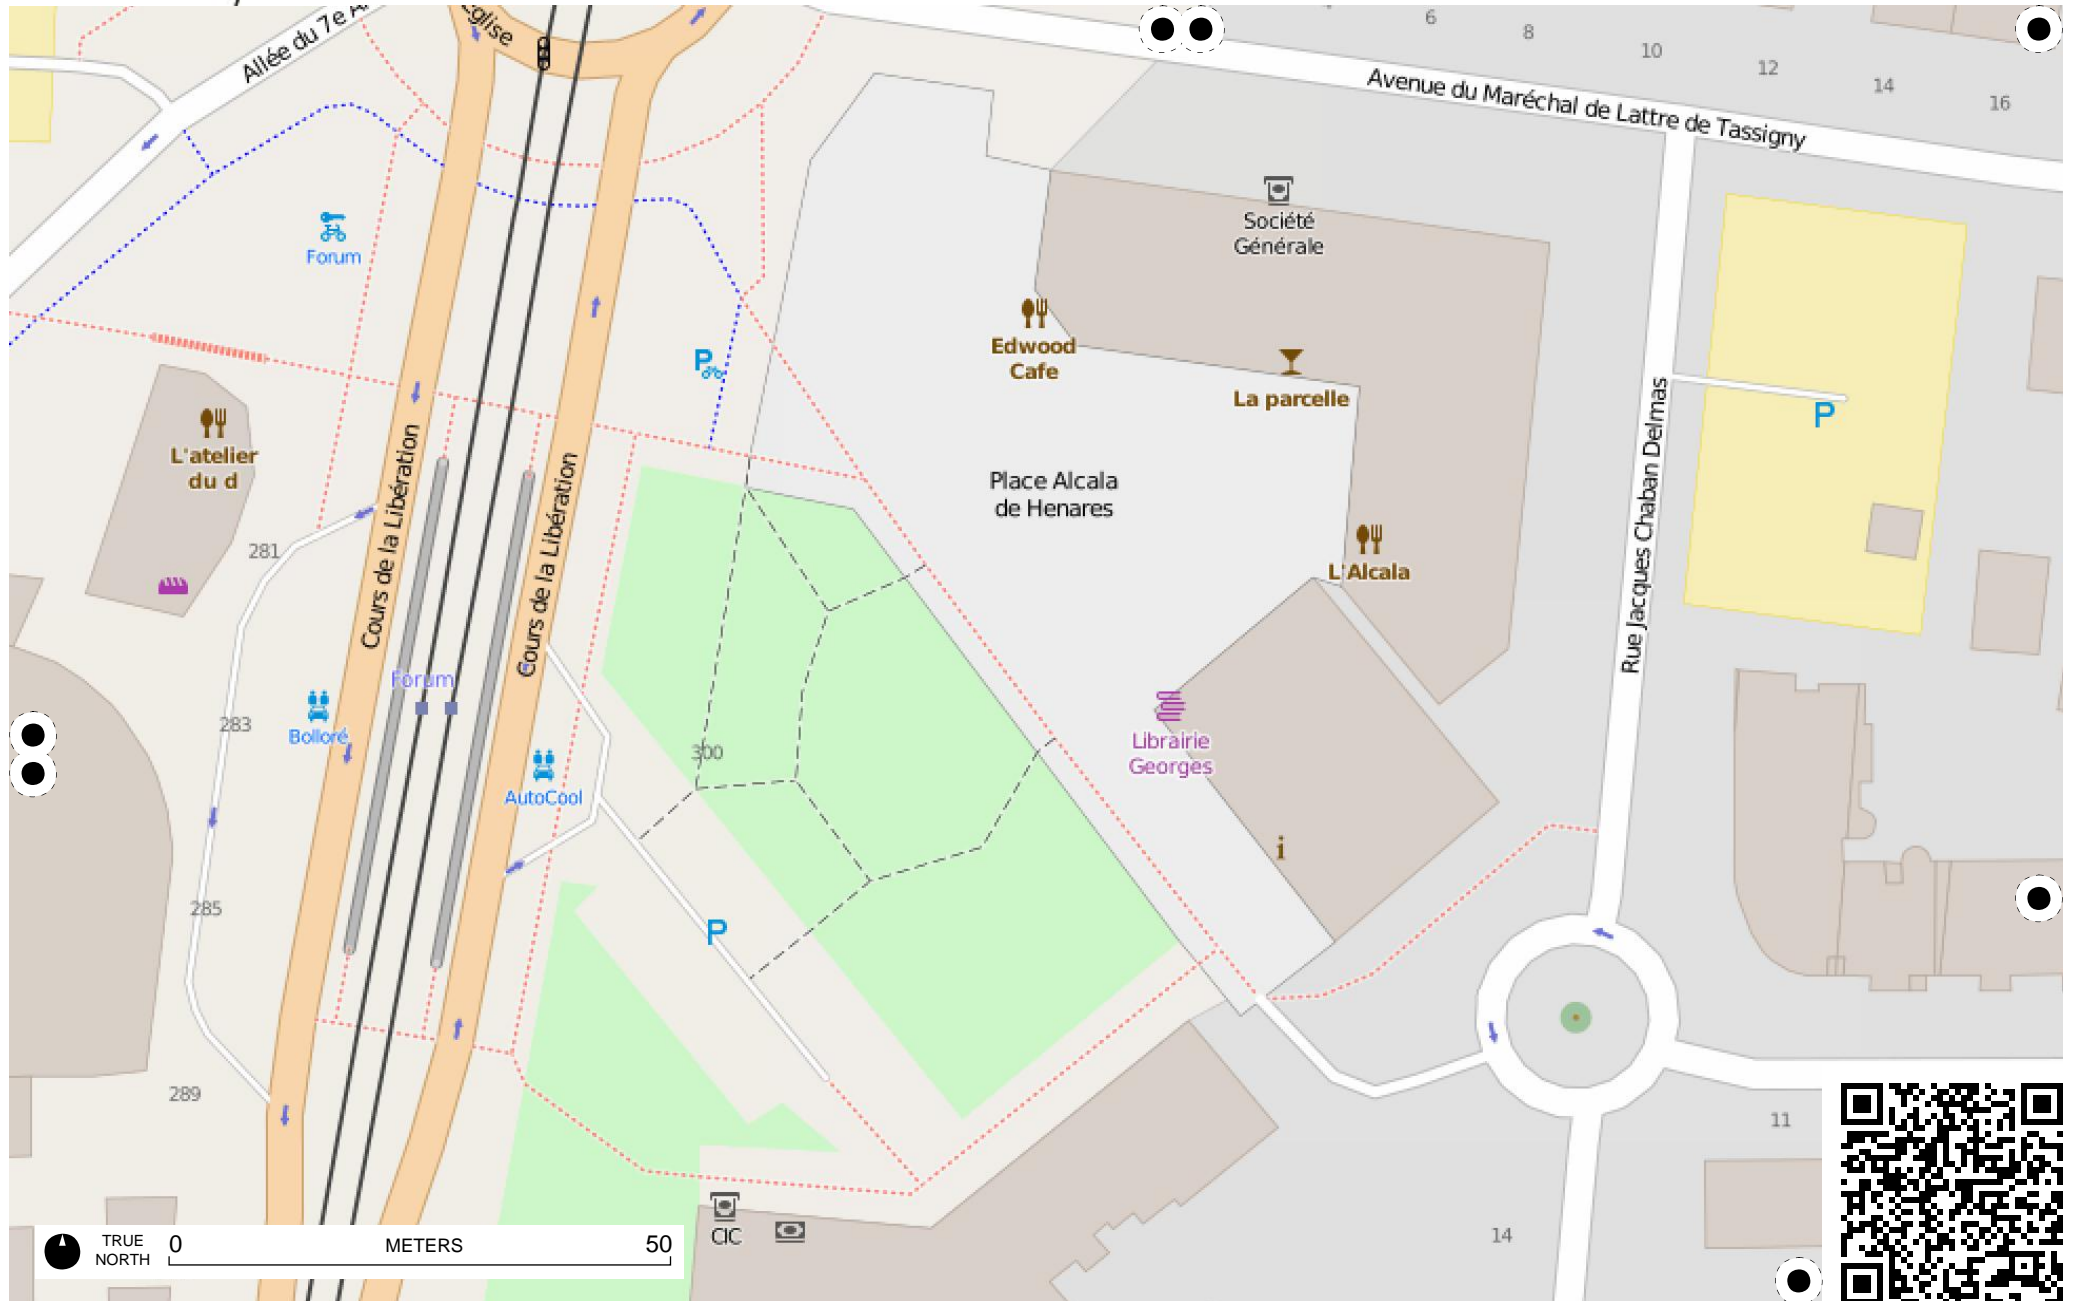 Allée du 7e
Église
6
8
10
12
14
16
Avenue du Maréchal de Lattre de Tassigny
Société
Générale
Forum
Edwood
Cafe
La parcelle
P
P
L'atelier
du d
Cours de la Libération
Cours de la Libération
Place Alcala
de Henares
Rue Jacques Chaban Delmas
281
L'Alcala
Forum
283
Bolloré
300
Librairie
Georges
AutoCool
i
285
P
289
11
CIC
14
TRUE
NORTH
0
METERS
50